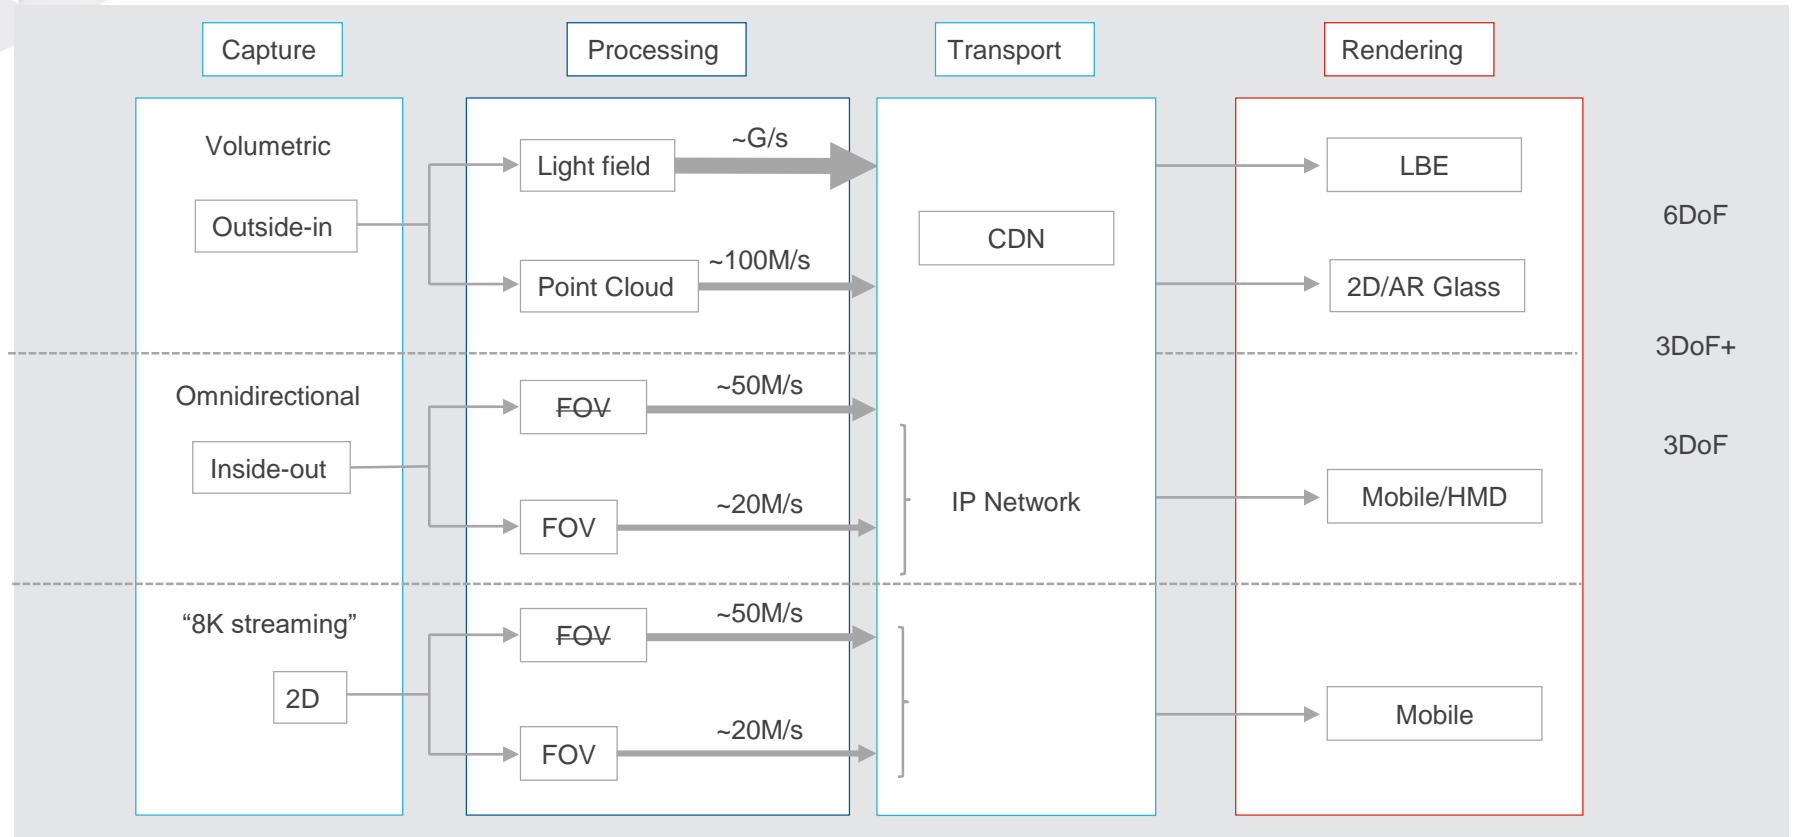 Capture
Processing
Transport
Rendering
Volumetric
Outside-in
Light field
~G/s
Point Cloud
~100M/s
CDN
LBE
2D/AR Glass
6DoF
3DoF+
Omnidirectional
Inside-out
FOV
~50M/s
FOV
~20M/s
IP Network
Mobile/HMD
3DoF
“8K streaming”
2D
FOV
~50M/s
FOV
~20M/s
Mobile